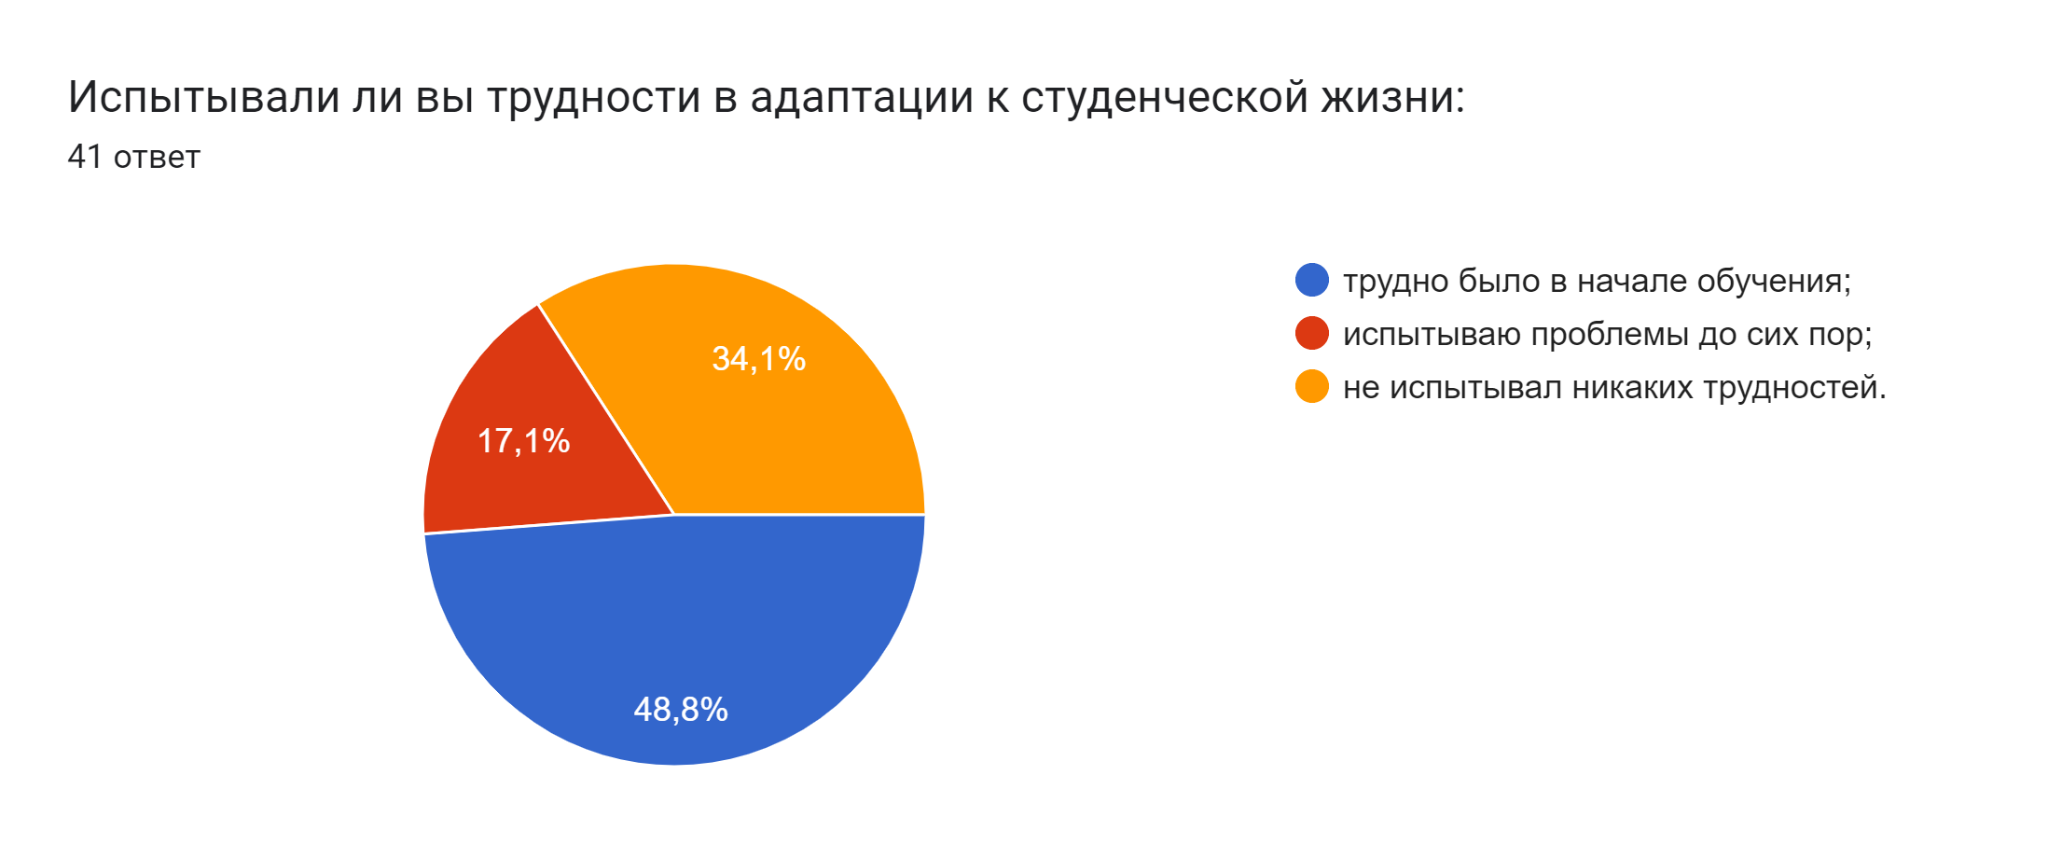 Испытывали ли вы трудности в адаптации к студенческой жизни:
41 ответ
трудно было в начале обучения;
испытываю проблемы до сих пор;
не испытывал никаких трудностей.
34,1%
17,1%
48,8%